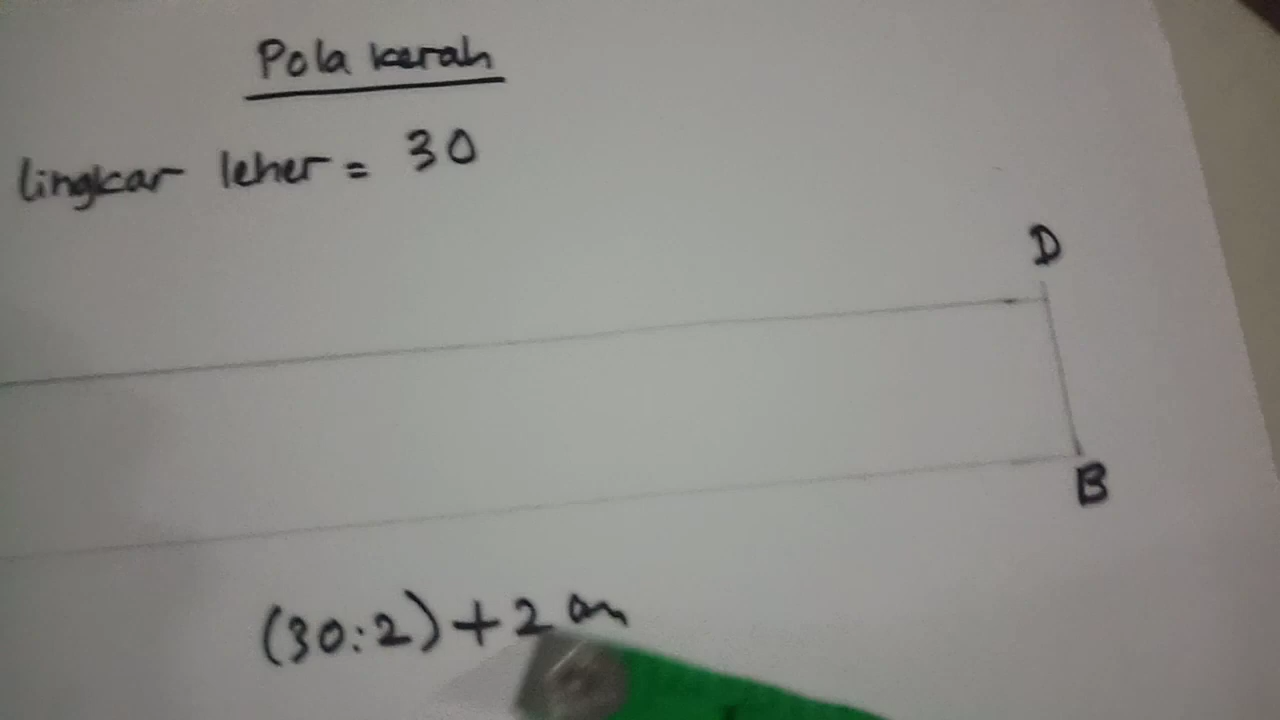 Pola kerah
lingkar leher = 30
D
B
(30:2)+2 cm